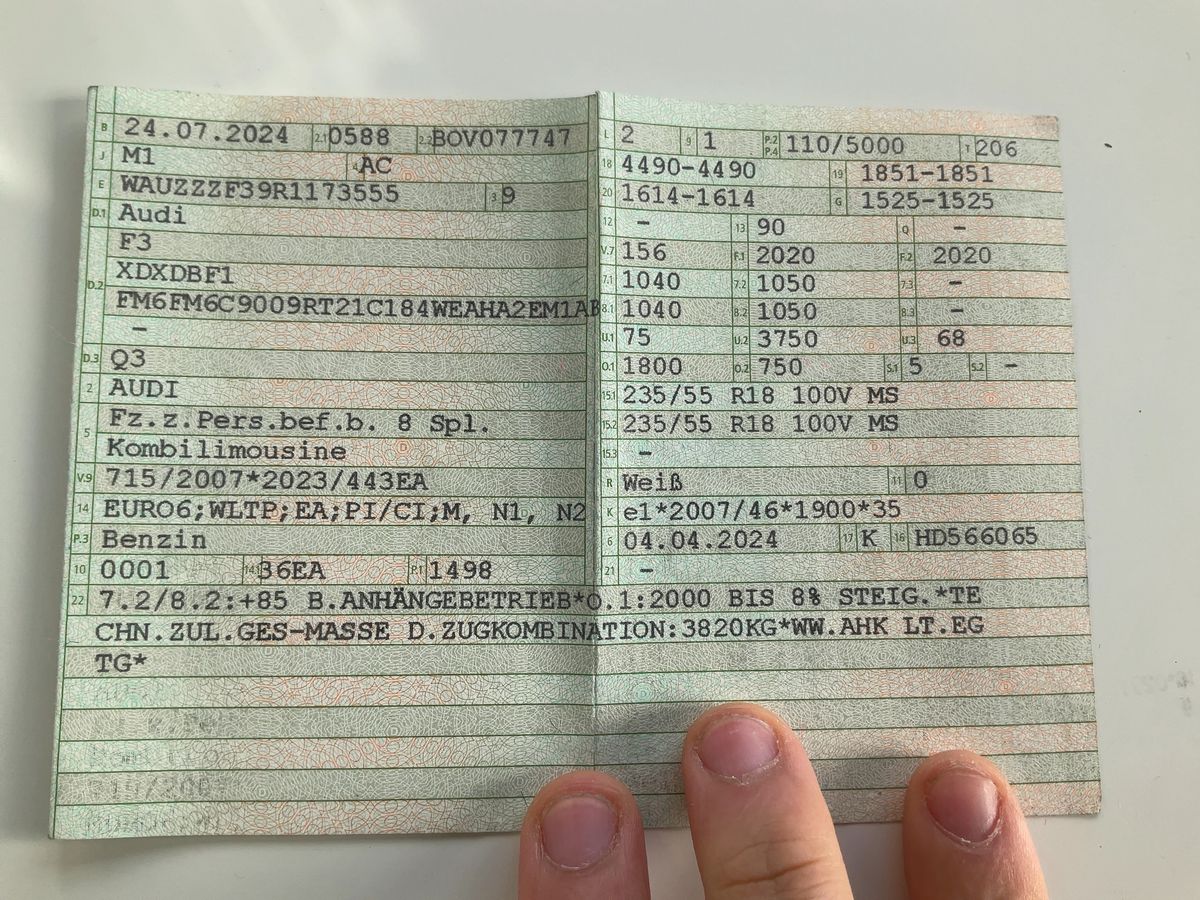 B 24.07.2024 2.1 0588 2.2 BOV077747
J M1 4 AC
E WAUZZZF39R1173555 3 9
D.1 Audi
F3
D.2 XDXDBF1
FM6FM6C9009RT21C184WEAHA2EM1AB
-
D.3 Q3
2 AUDI
5 Fz.z.Pers.bef.b. 8 Spl.
Kombilimousine
V.9 715/2007*2023/443EA
14 EURO6;WLTP;EA;PI/CI;M, N1, N2
P.3 Benzin
10 0001 14.1 36EA P.1 1498
L 2 9 1 P.2 P.4 110/5000 T 206
18 4490-4490 19 1851-1851
20 1614-1614 G 1525-1525
12 - 13 90 Q -
V.7 156 F.1 2020 F.2 2020
7.1 1040 7.2 1050 7.3 -
8.1 1040 8.2 1050 8.3 -
U.1 75 U.2 3750 U.3 68
O.1 1800 O.2 750 S.1 5 S.2 -
15.1 235/55 R18 100V MS
15.2 235/55 R18 100V MS
15.3 -
R Weiß 11 0
K e1*2007/46*1900*35
6 04.04.2024 17 K 16 HD566065
21 -
22 7.2/8.2:+85 B.ANHÄNGEBETRIEB*O.1:2000 BIS 8% STEIG.*TE
CHN.ZUL.GES-MASSE D.ZUGKOMBINATION:3820KG*WW.AHK LT.EG
TG*